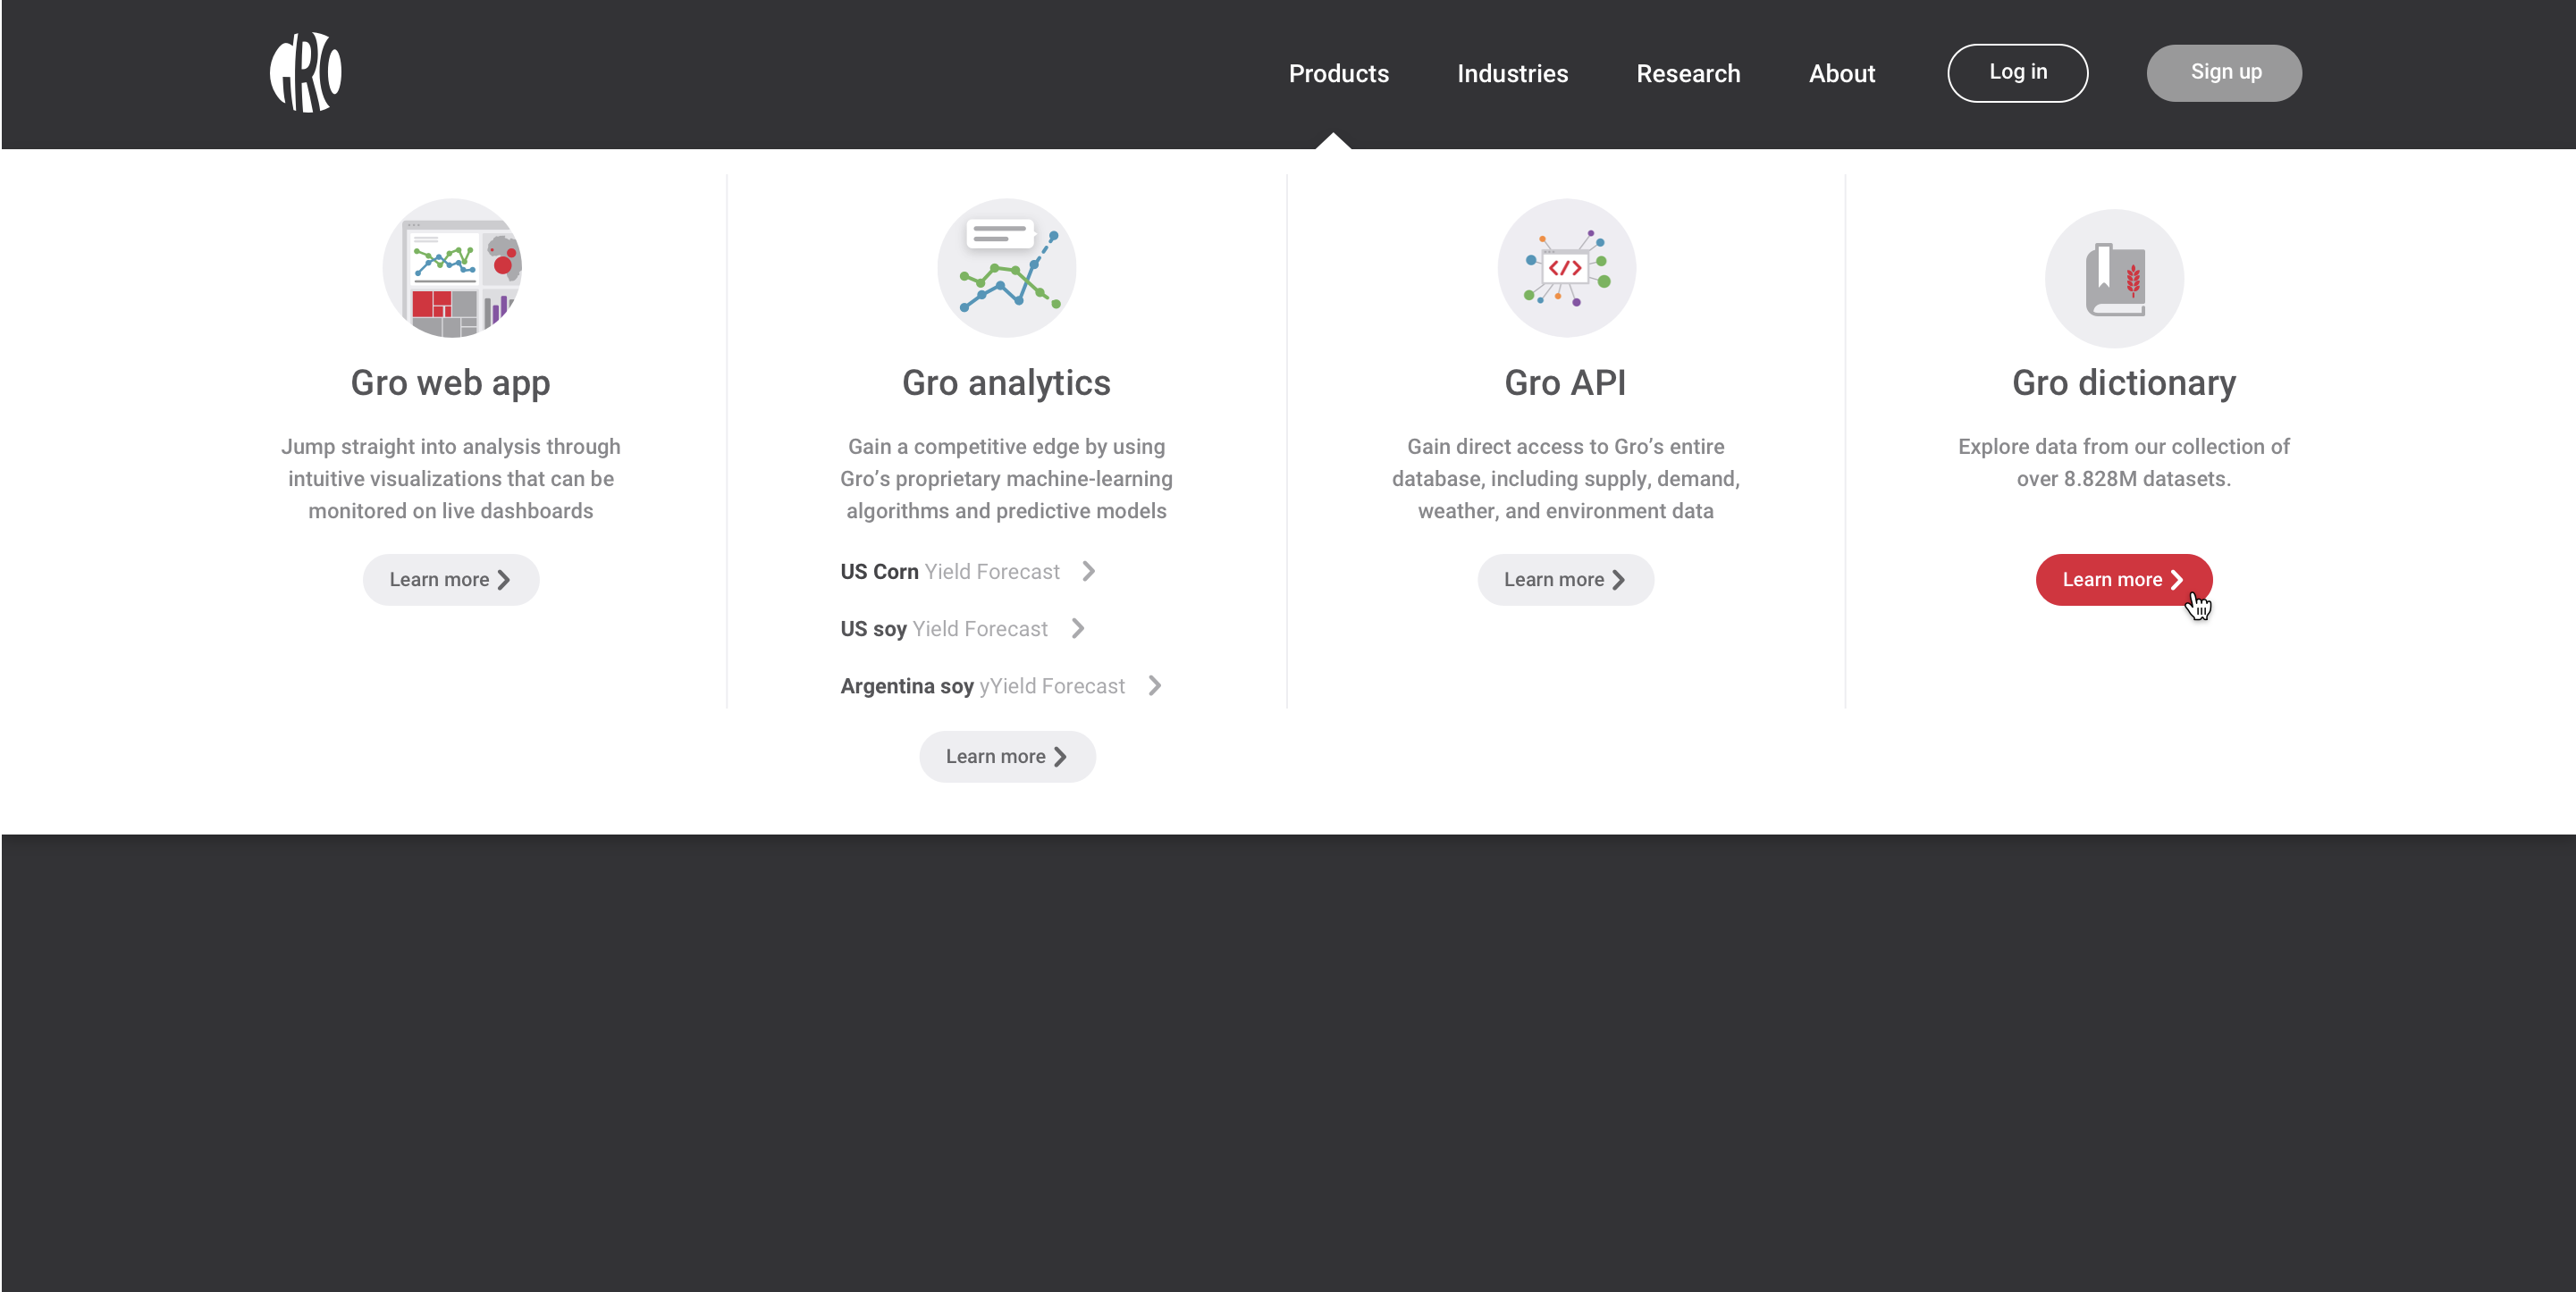 GRO
Products
Industries
Research
About
Log in
Sign up
Gro web app
Jump straight into analysis through
intuitive visualizations that can be
monitored on live dashboards
Learn more
Gro analytics
Gain a competitive edge by using
Gro’s proprietary machine-learning
algorithms and predictive models
US Corn Yield Forecast
US soy Yield Forecast
Argentina soy yYield Forecast
Learn more
</>
Gro API
Gain direct access to Gro’s entire
database, including supply, demand,
weather, and environment data
Learn more
Gro dictionary
Explore data from our collection of
over 8.828M datasets.
Learn more